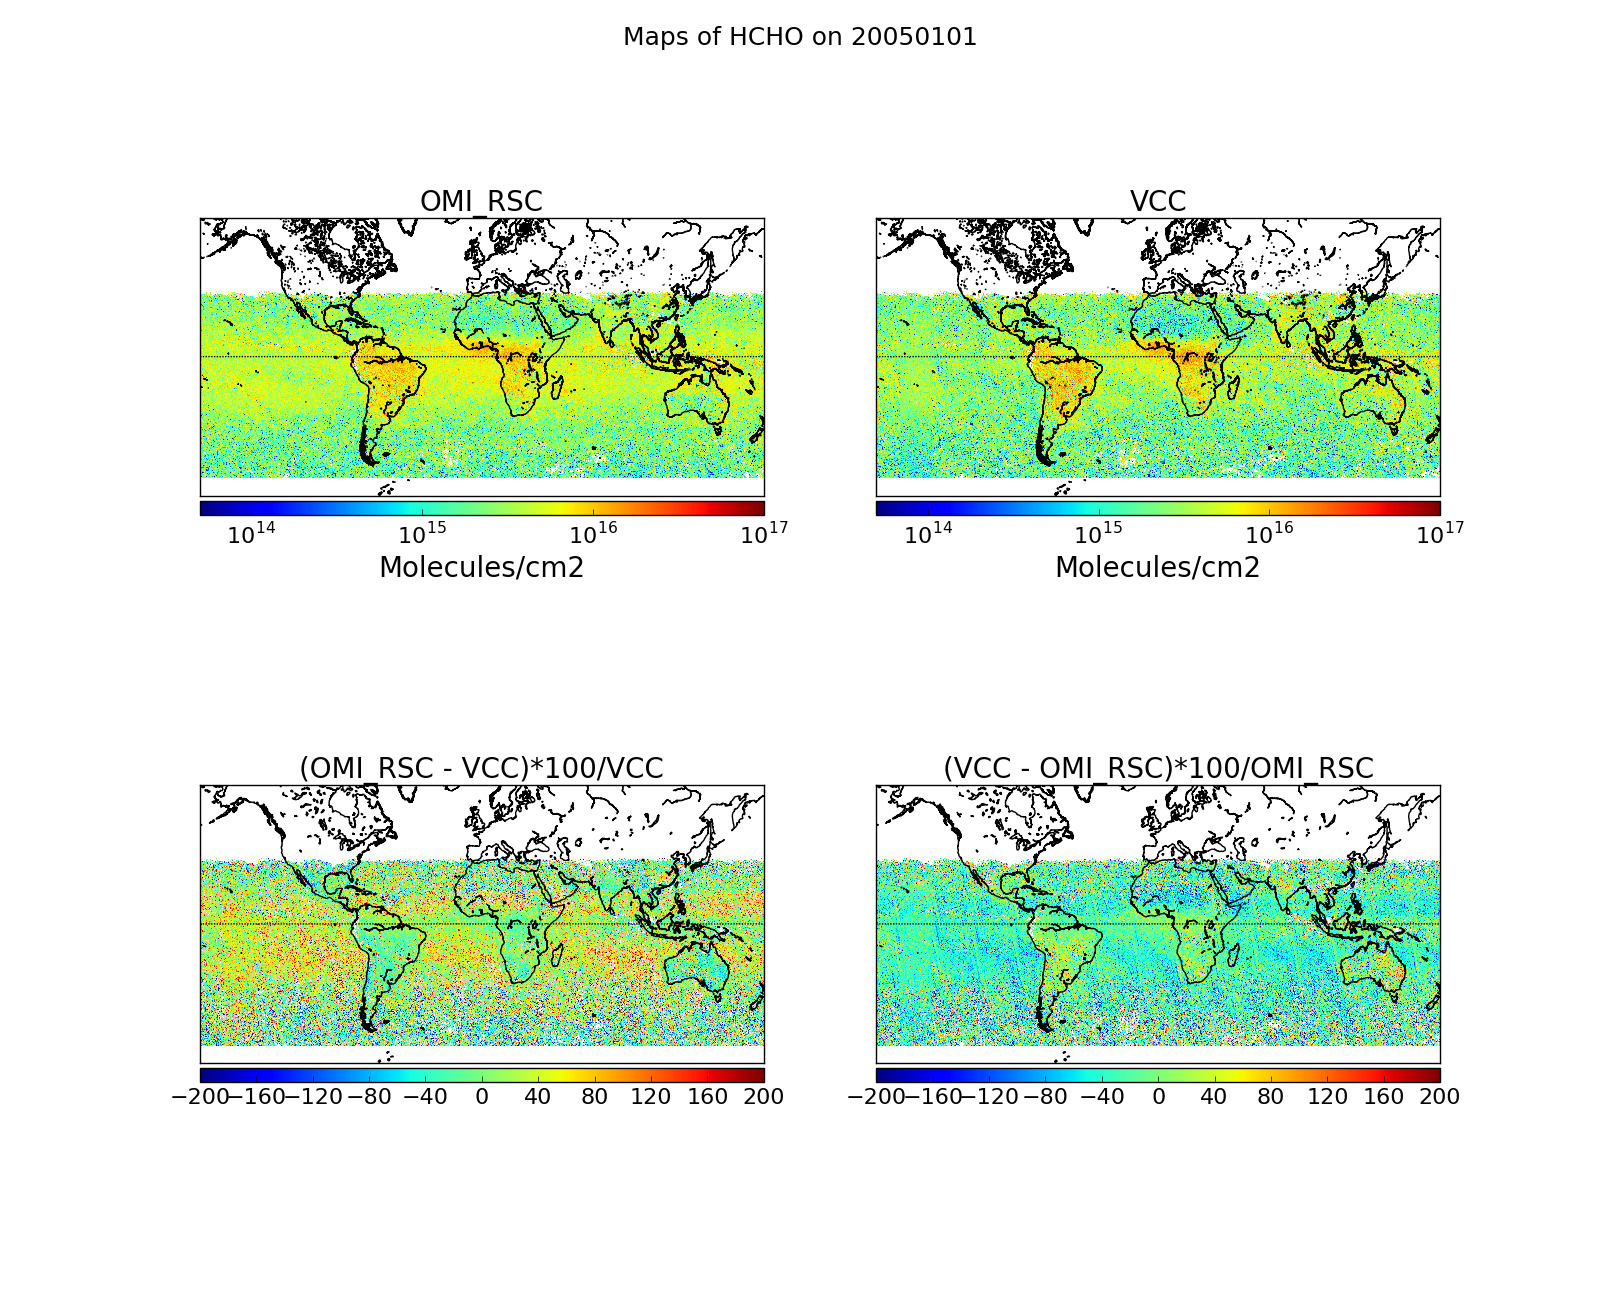 Maps of HCHO on 20050101
OMI_RSC
VCC
10^14 10^15 10^16 10^17
10^14 10^15 10^16 10^17
Molecules/cm2
Molecules/cm2
(OMI_RSC - VCC)*100/VCC
(VCC - OMI_RSC)*100/OMI_RSC
−200 −160 −120 −80 −40 0 40 80 120 160 200
−200 −160 −120 −80 −40 0 40 80 120 160 200